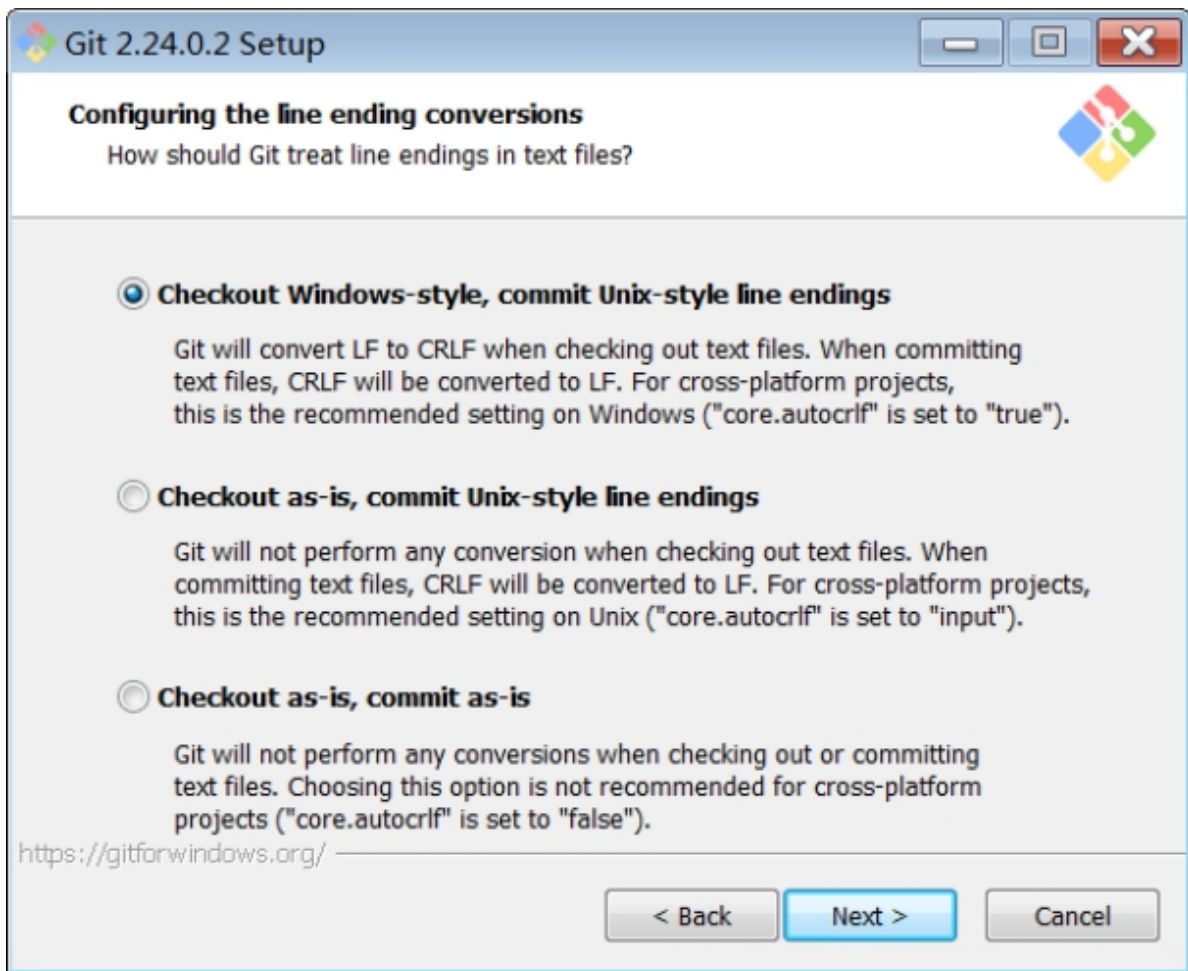 Git 2.24.0.2 Setup
Configuring the line ending conversions
How should Git treat line endings in text files?
Checkout Windows-style, commit Unix-style line endings
Git will convert LF to CRLF when checking out text files. When committing
text files, CRLF will be converted to LF. For cross-platform projects,
this is the recommended setting on Windows ("core.autocrlf" is set to "true").
Checkout as-is, commit Unix-style line endings
Git will not perform any conversion when checking out text files. When
committing text files, CRLF will be converted to LF. For cross-platform projects,
this is the recommended setting on Unix ("core.autocrlf" is set to "input").
Checkout as-is, commit as-is
Git will not perform any conversions when checking out or committing
text files. Choosing this option is not recommended for cross-platform
projects ("core.autocrlf" is set to "false").
https://gitforwindows.org/
< Back Next > Cancel